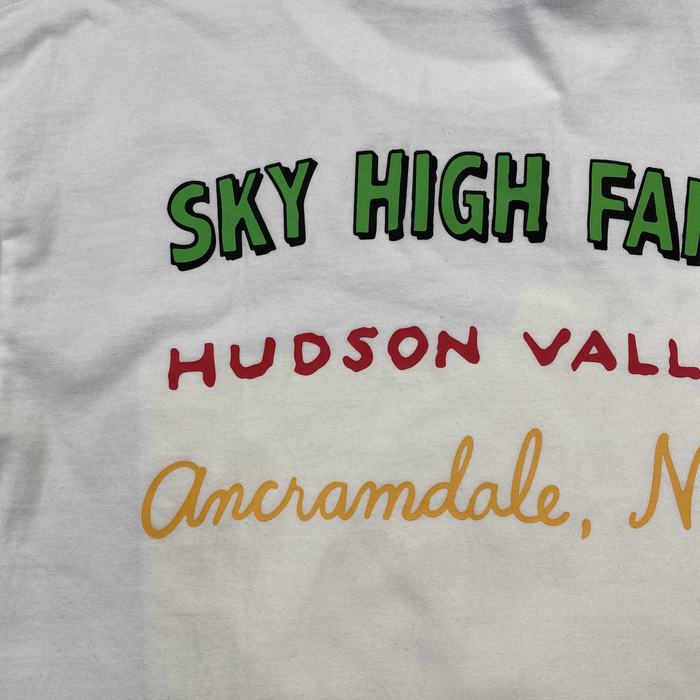 SKY HIGH FA
HUDSON VALL
Ancramdale, N